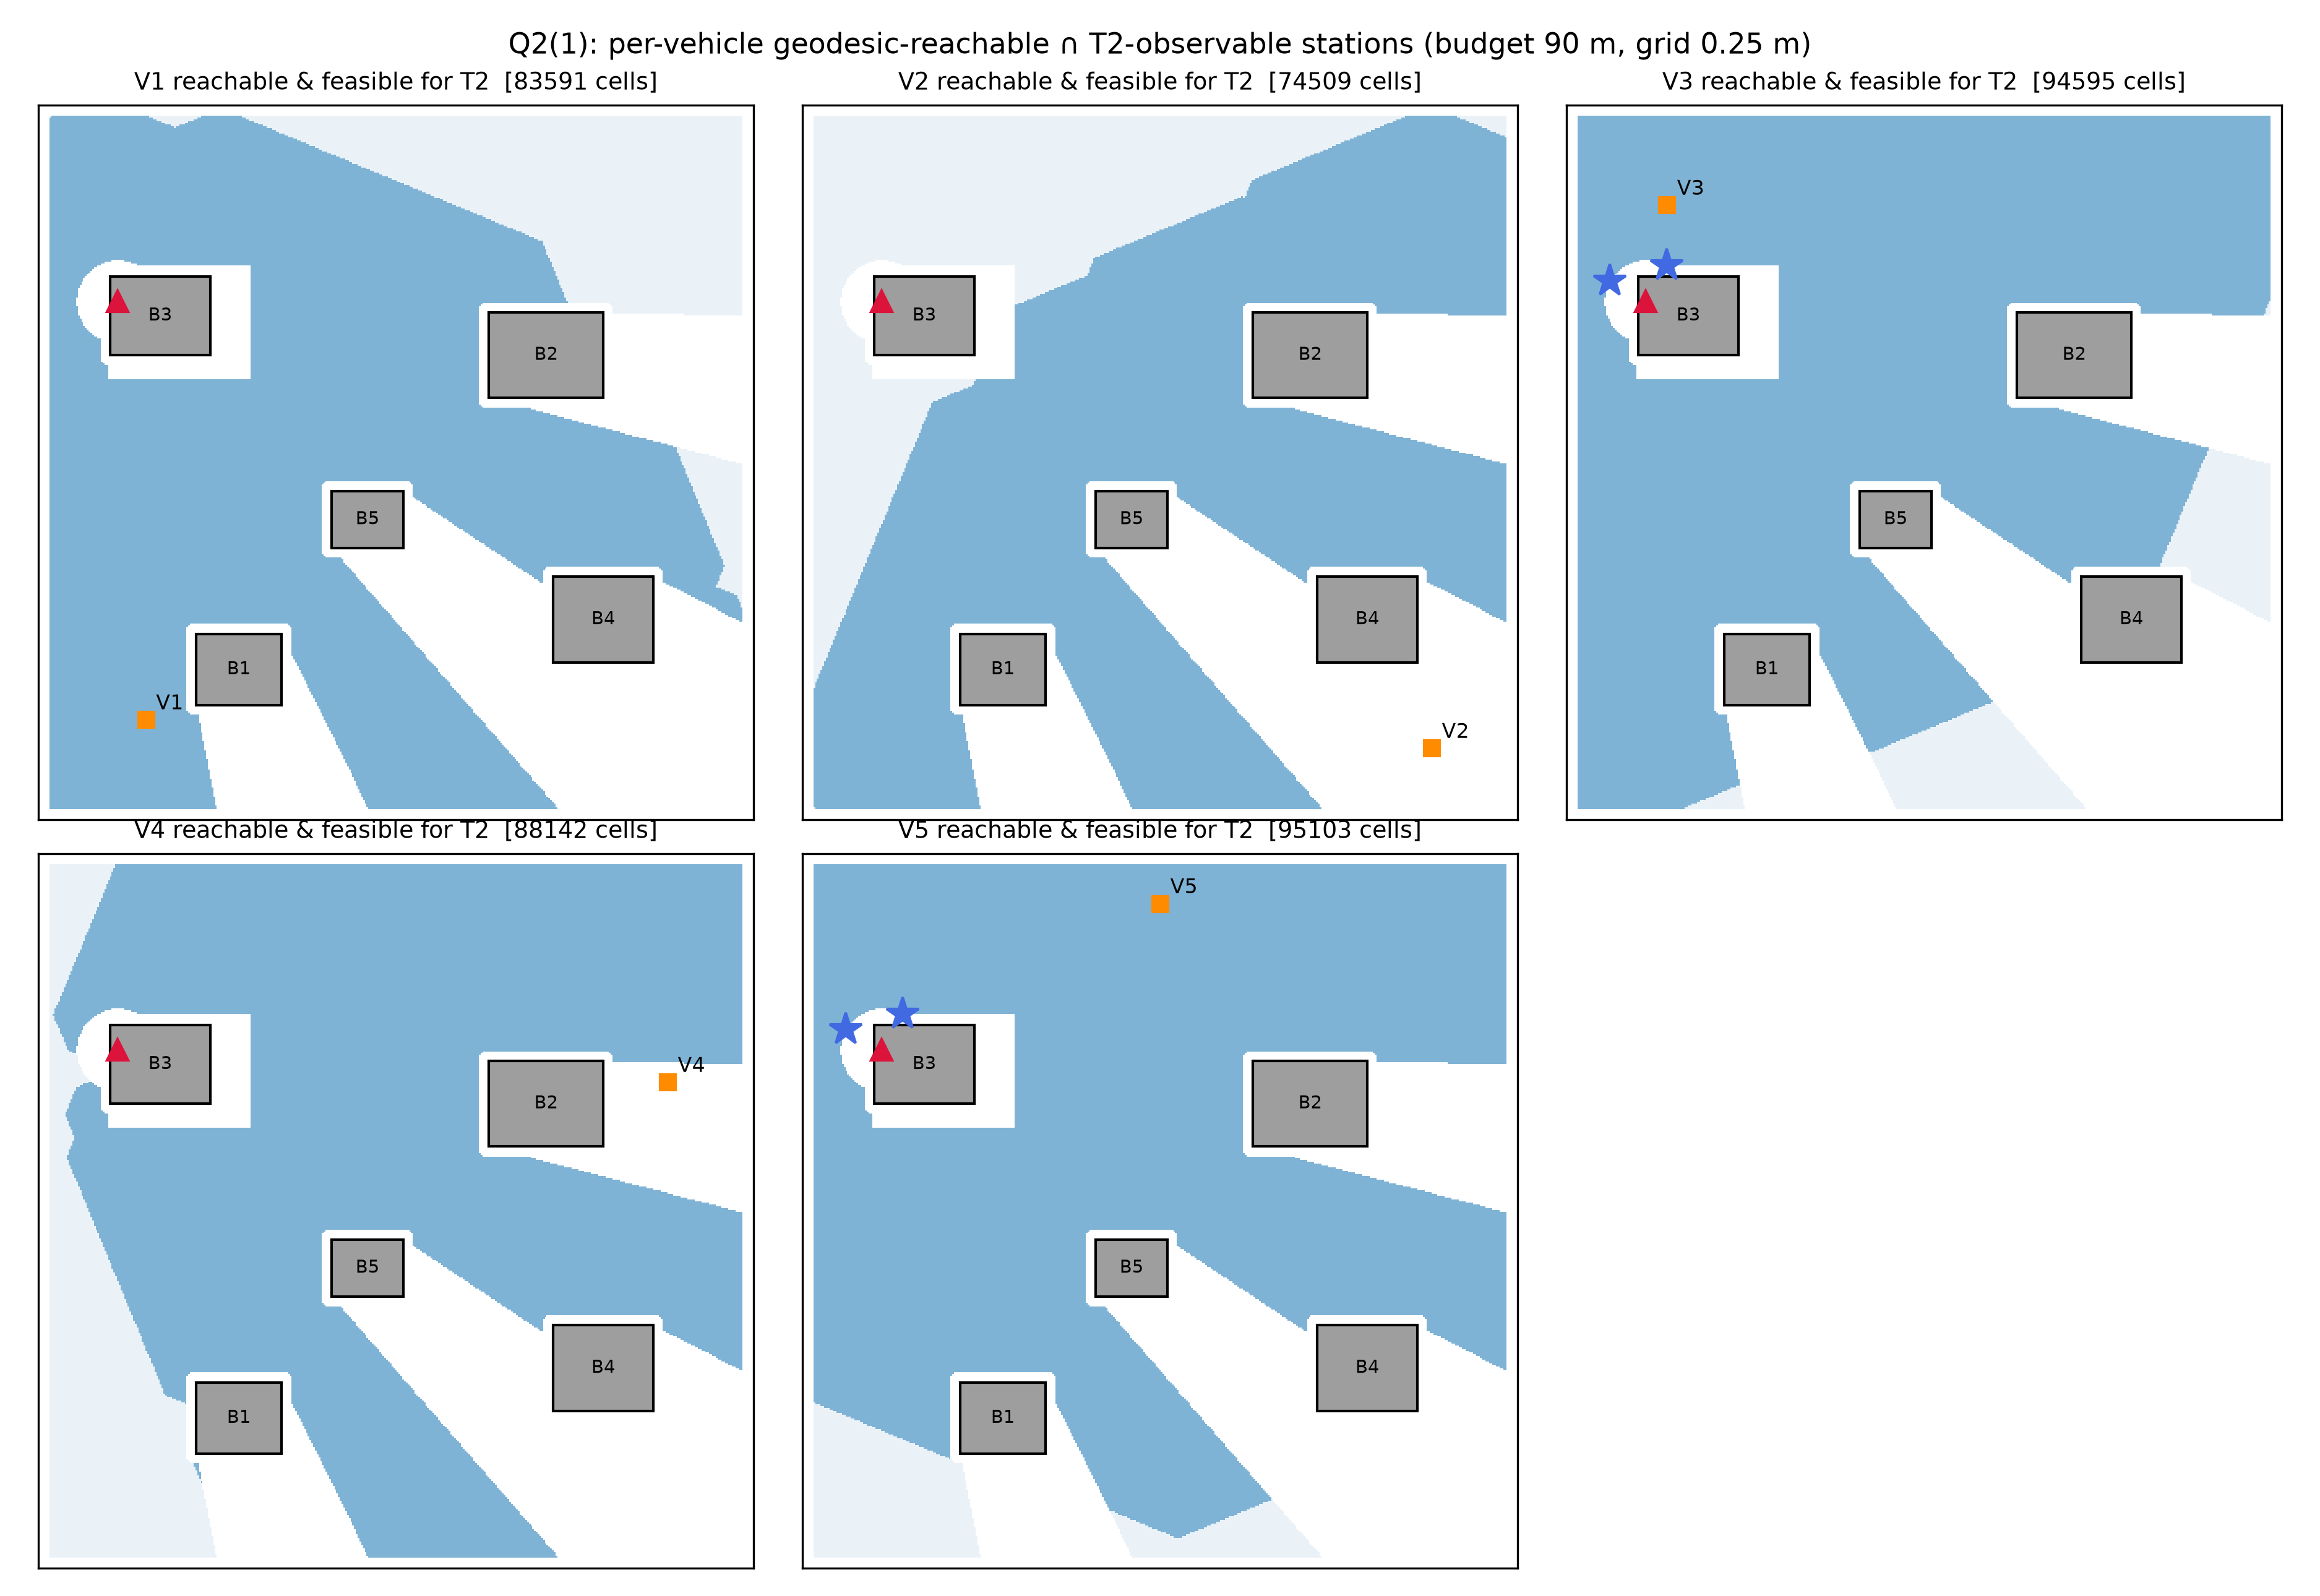 Q2(1): per-vehicle geodesic-reachable ∩ T2-observable stations (budget 90 m, grid 0.25 m)
V1 reachable & feasible for T2 [83591 cells]
B3
B2
B5
B4
B1
V1
V2 reachable & feasible for T2 [74509 cells]
B3
B2
B5
B4
B1
V2
V3 reachable & feasible for T2 [94595 cells]
V3
B3
B2
B5
B4
B1
V4 reachable & feasible for T2 [88142 cells]
B3
V4
B2
B5
B4
B1
V5 reachable & feasible for T2 [95103 cells]
V5
B3
B2
B5
B4
B1